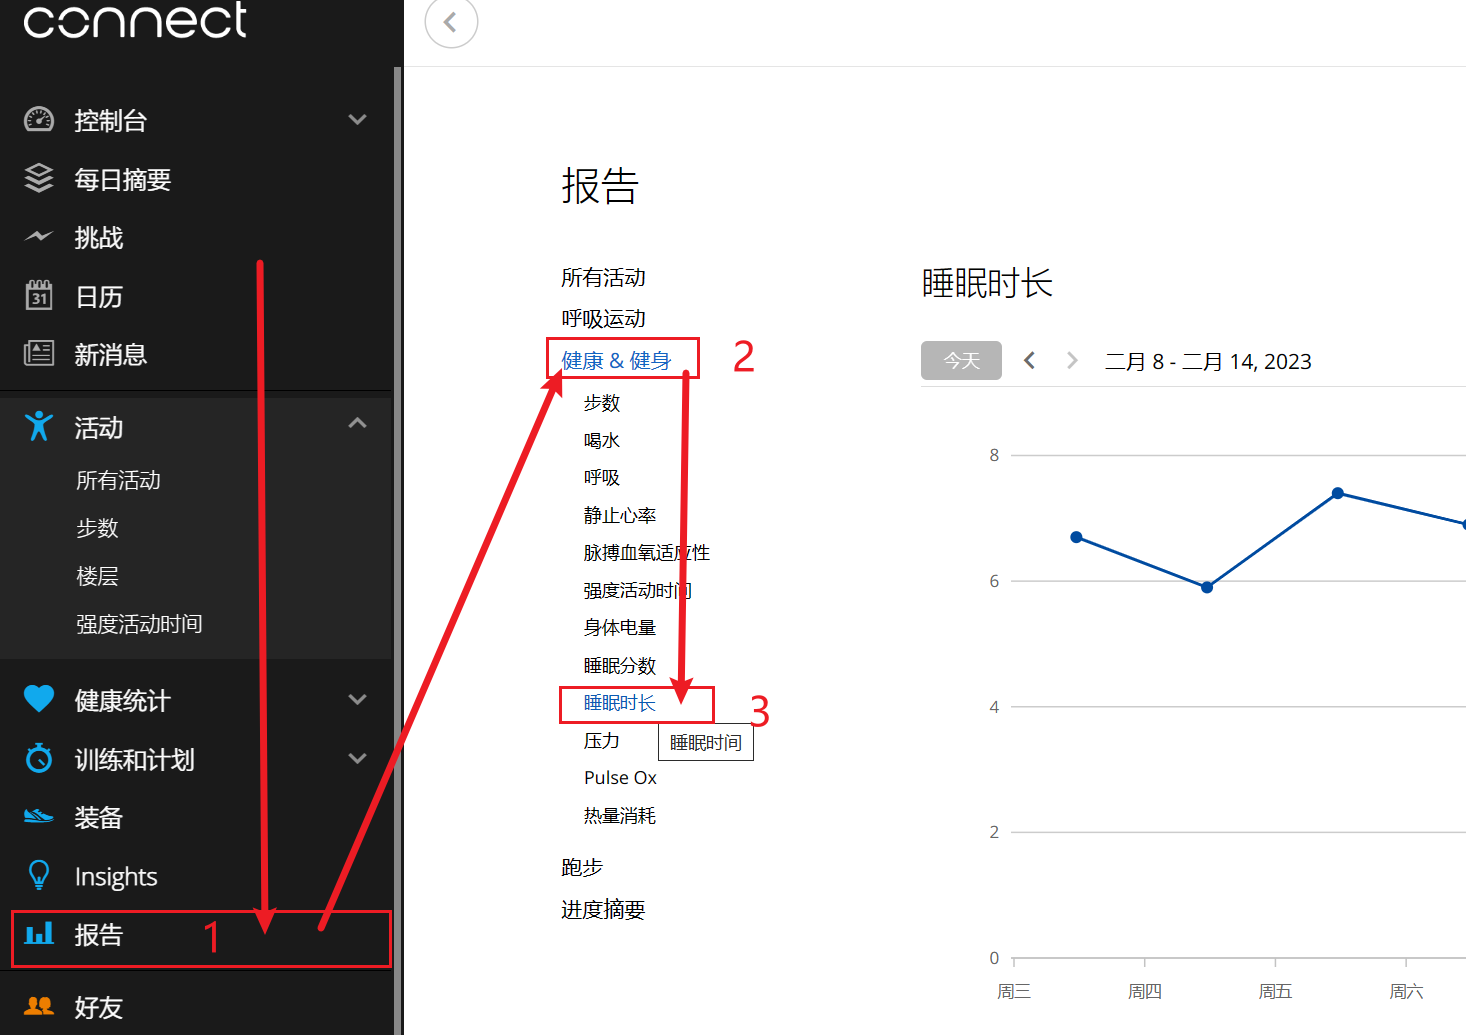 connect
控制台
每日摘要
挑战
31
日历
新消息
活动
所有活动
步数
楼层
强度活动时间
健康统计
训练和计划
装备
Insights
报告
1
好友
报告
所有活动
呼吸运动
健康 & 健身
2
步数
喝水
呼吸
静止心率
脉搏血氧适应性
强度活动时间
身体电量
睡眠分数
睡眠时长
3
睡眠时间
压力
Pulse Ox
热量消耗
跑步
进度摘要
睡眠时长
今天
二月 8 - 二月 14, 2023
8
6
4
2
0
周三 周四 周五 周六